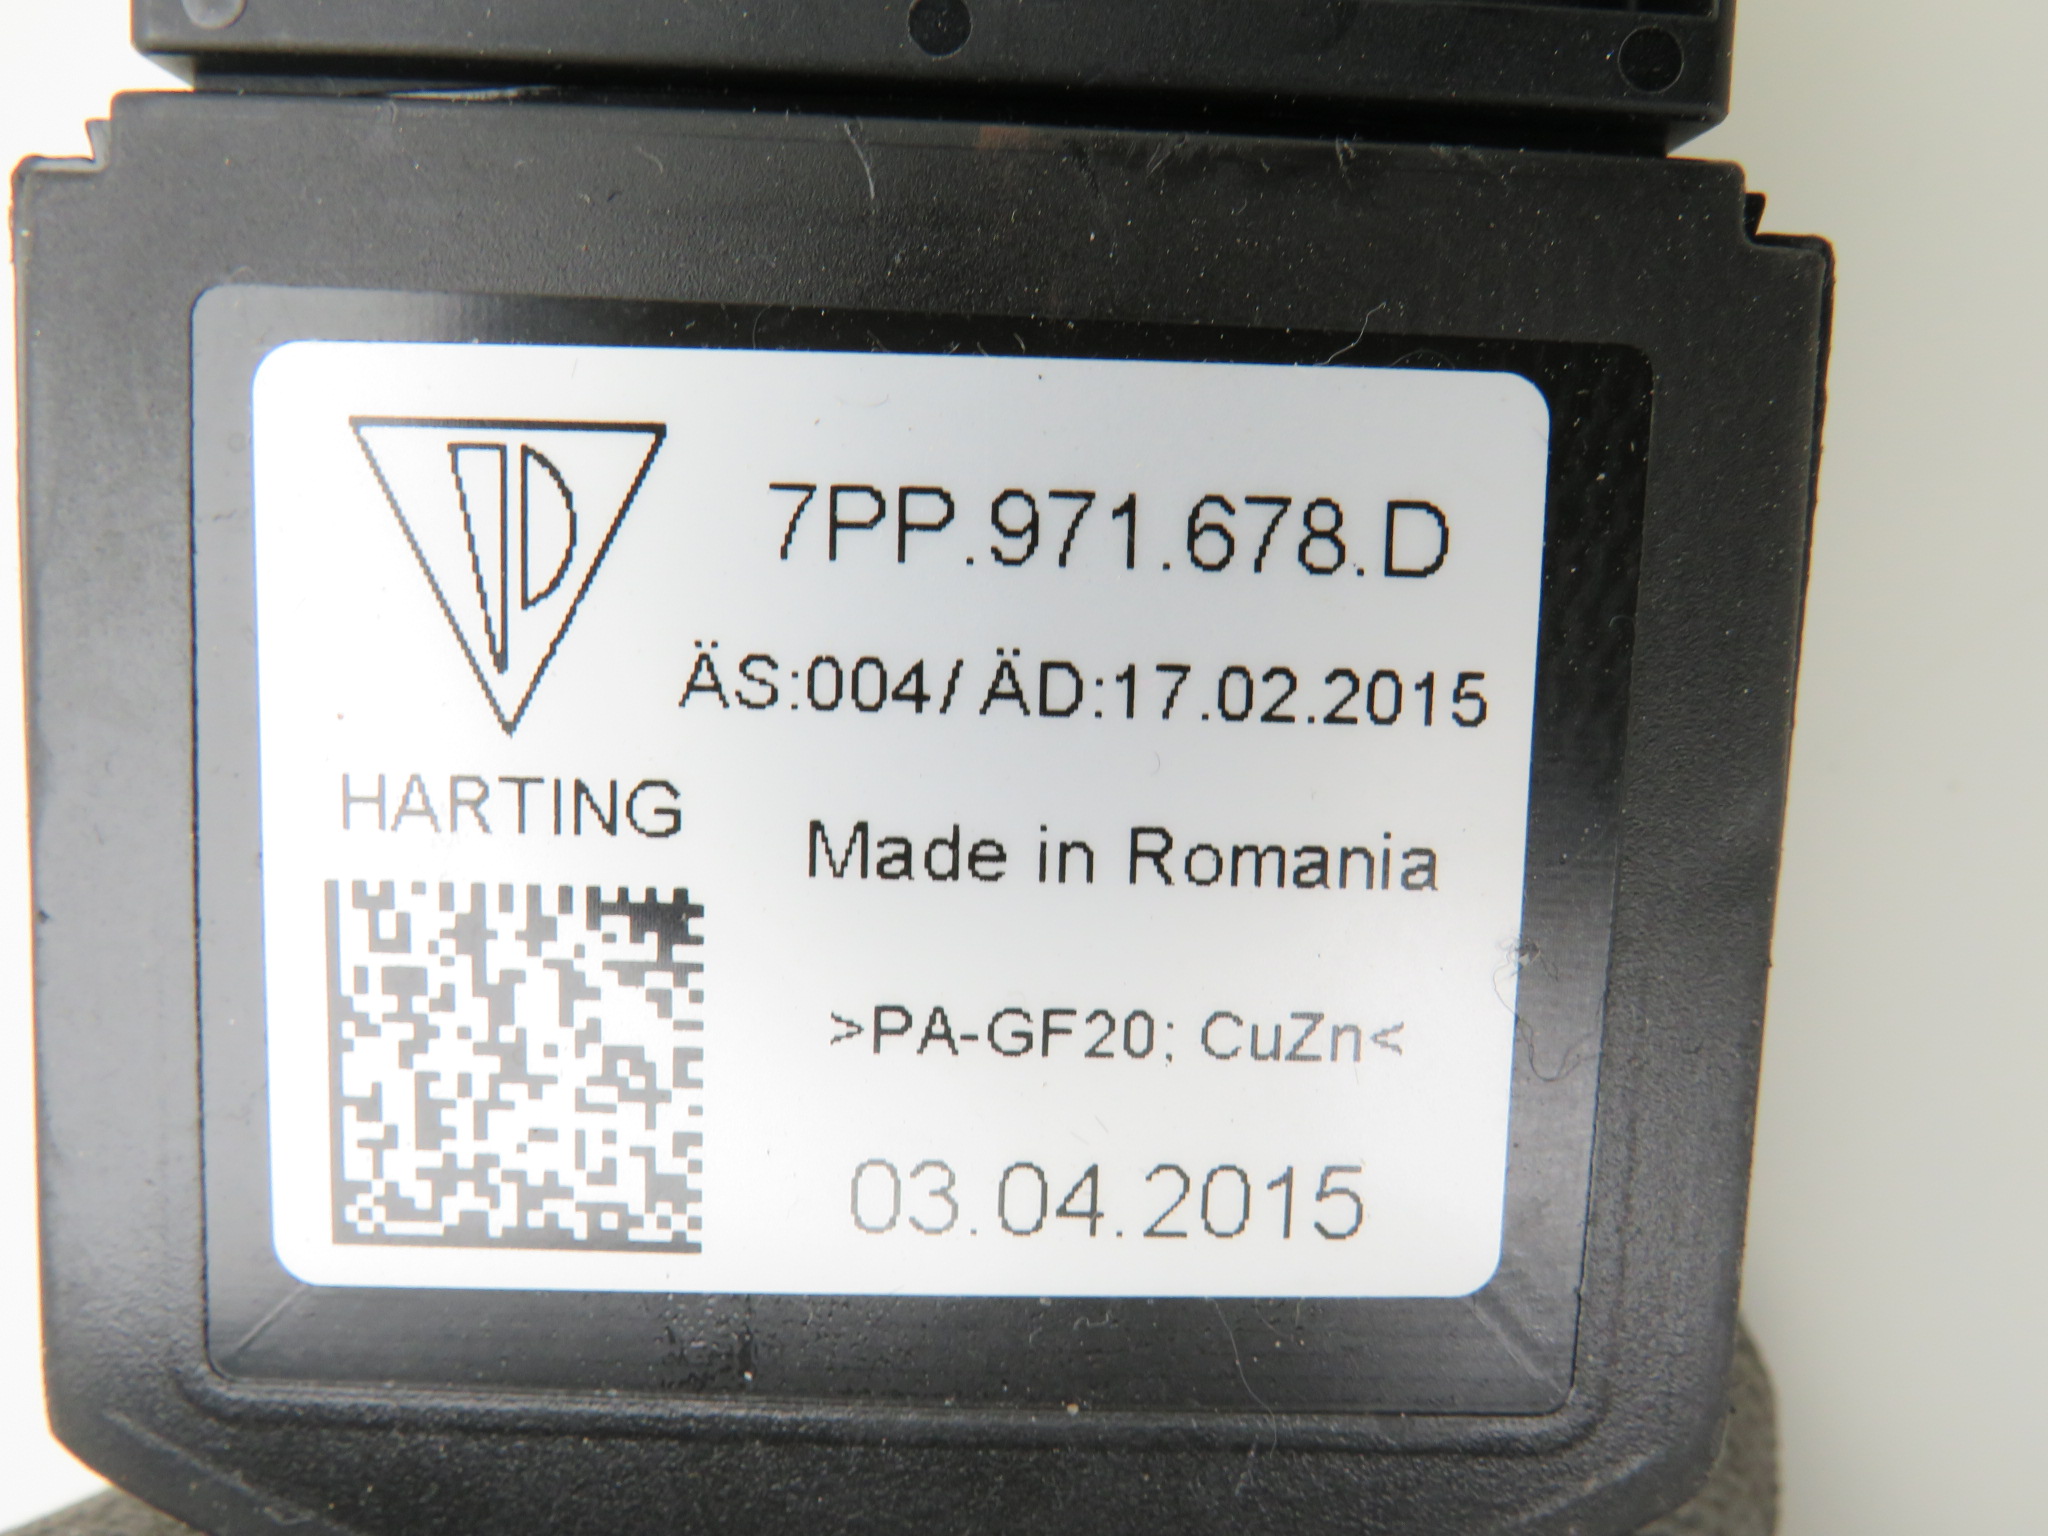 7PP.971.678.D
ÄS:004/ ÄD:17.02.2015
HARTING
Made in Romania
>PA-GF20; CuZn<
03.04.2015